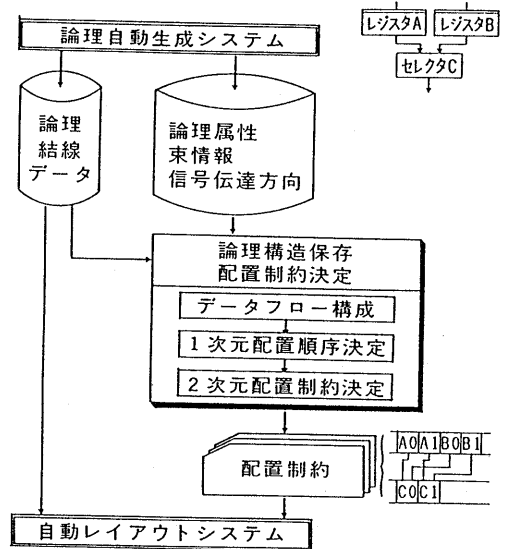 論理自動生成システム
レジスタA
レジスタB
セレクタC
論理
結線
データ
論理属性
束情報
信号伝達方向
論理構造保存
配置制約決定
データフロー構成
1次元配置順序決定
2次元配置制約決定
配置制約
A0 A1 B0 B1
C0 C1
自動レイアウトシステム